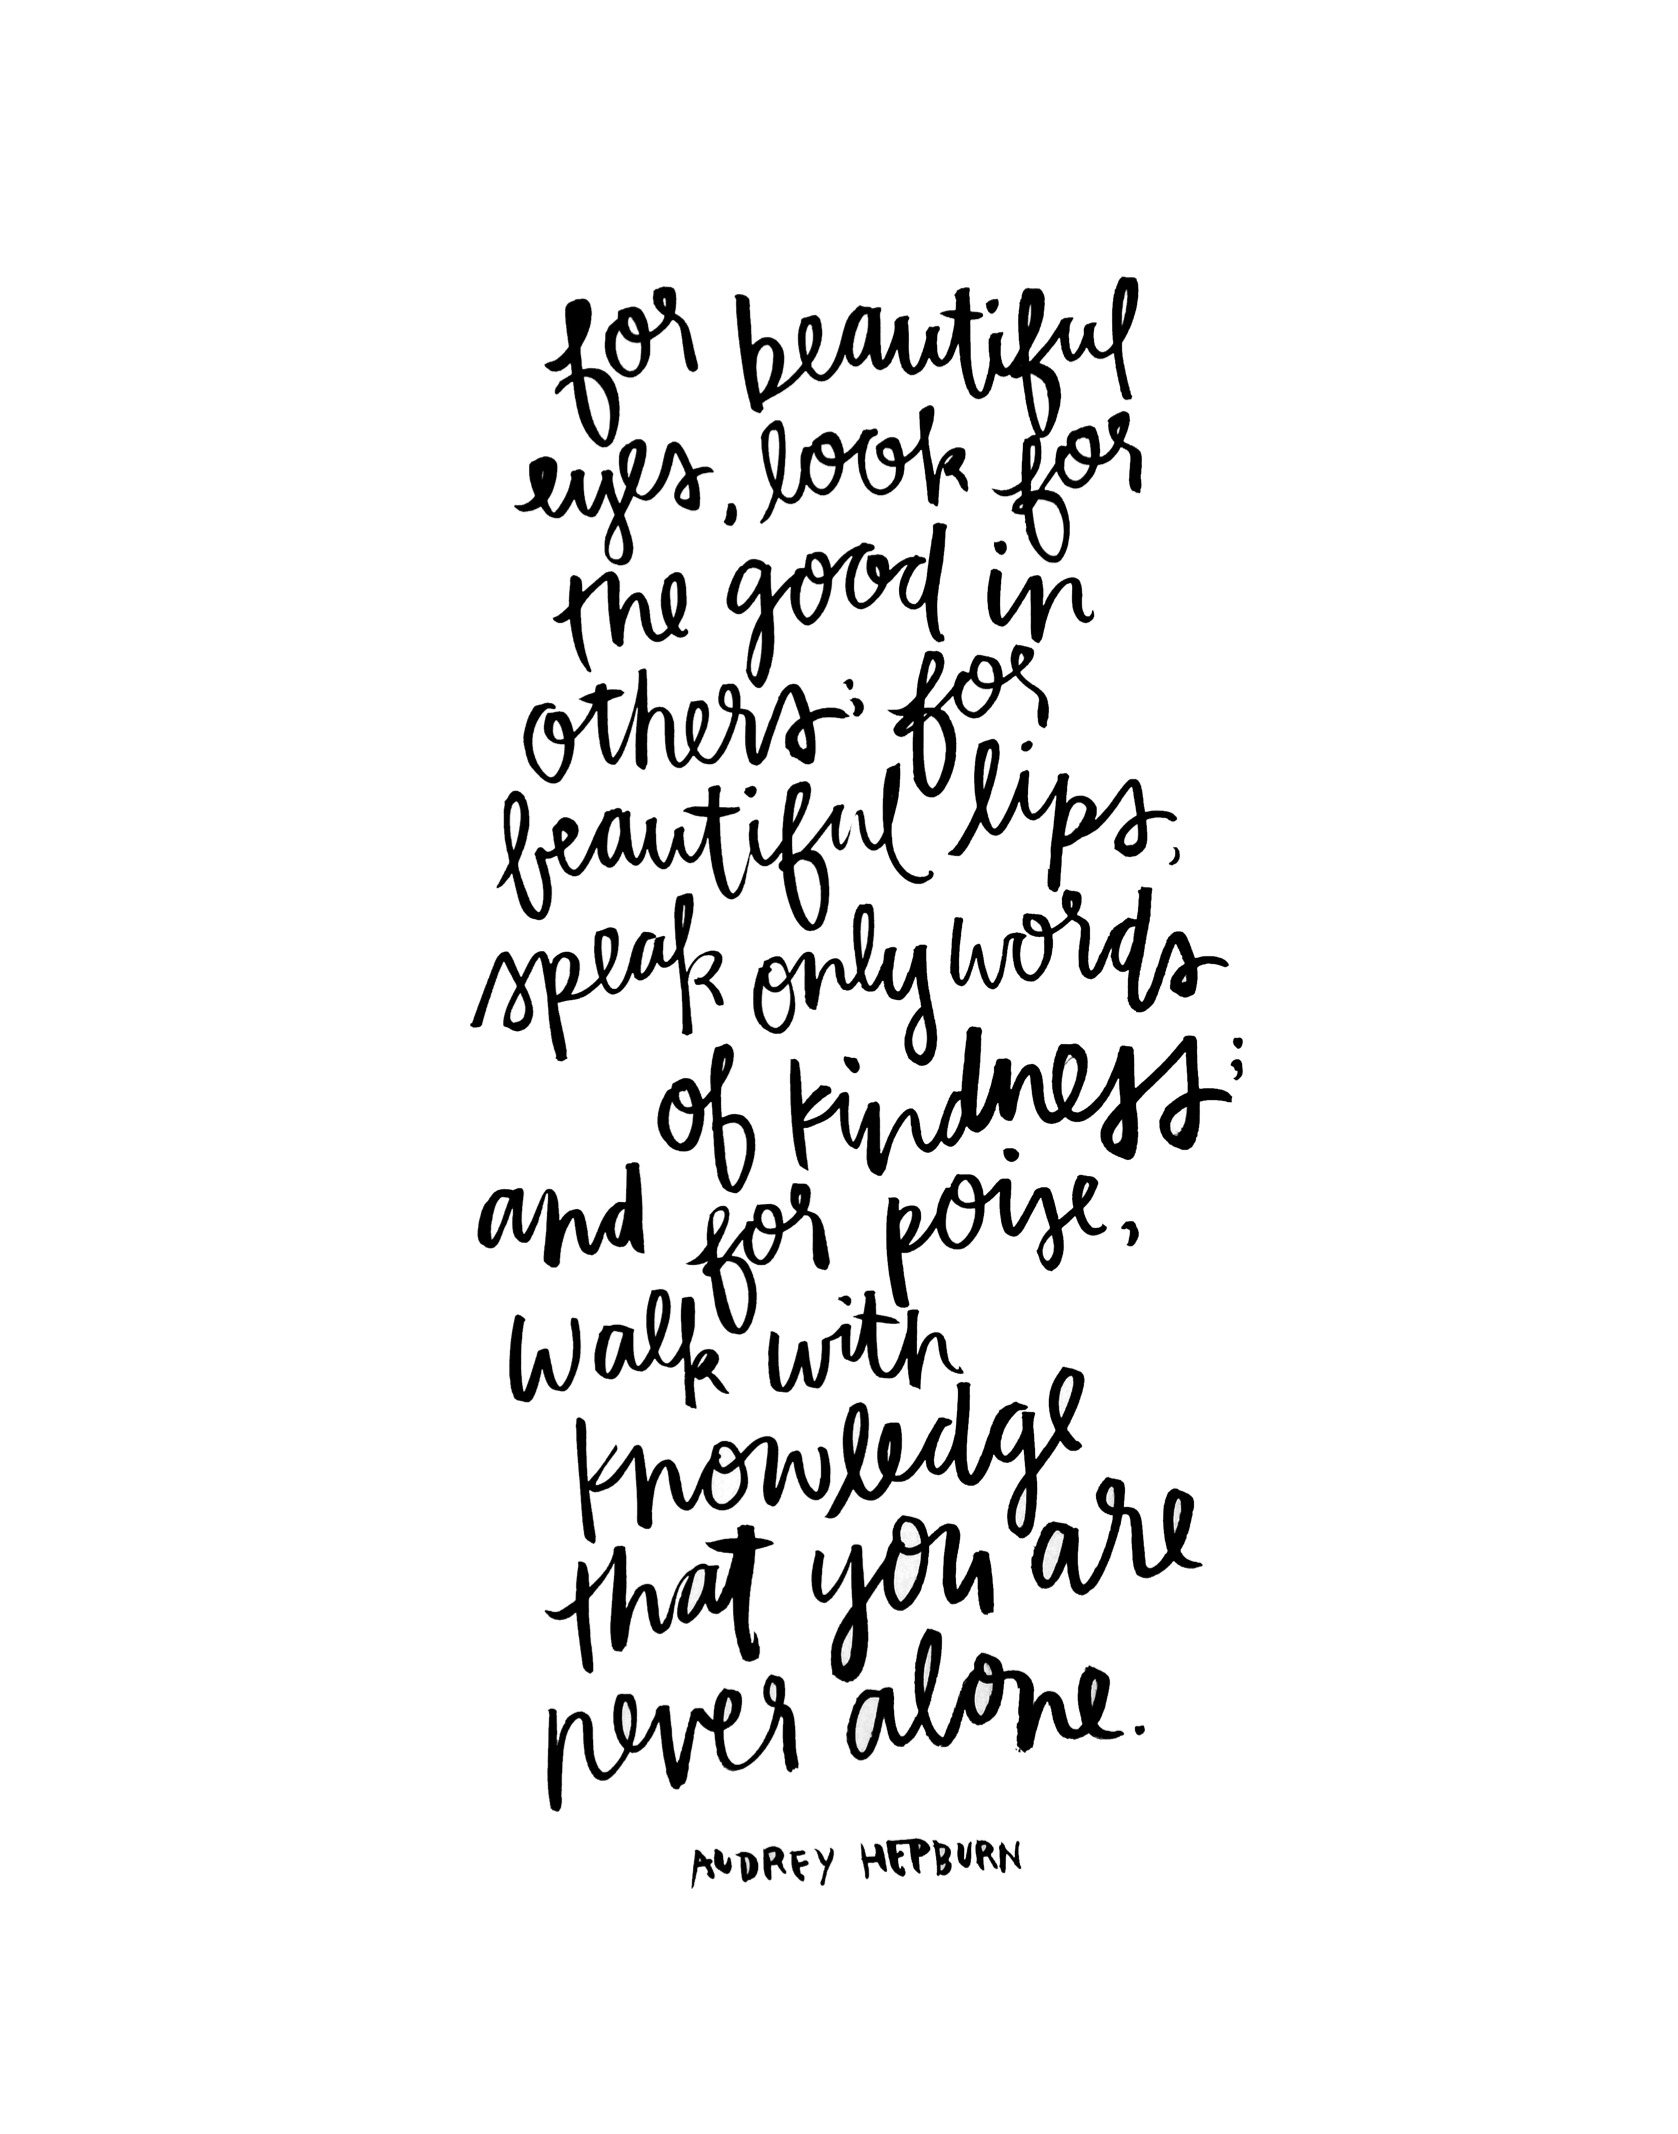 for beautiful
eyes, look for
the good in
others; for
beautiful lips,
speak only words
of kindness;
and for poise,
walk with
knowledge
that you are
never alone.
AUDREY HEPBURN